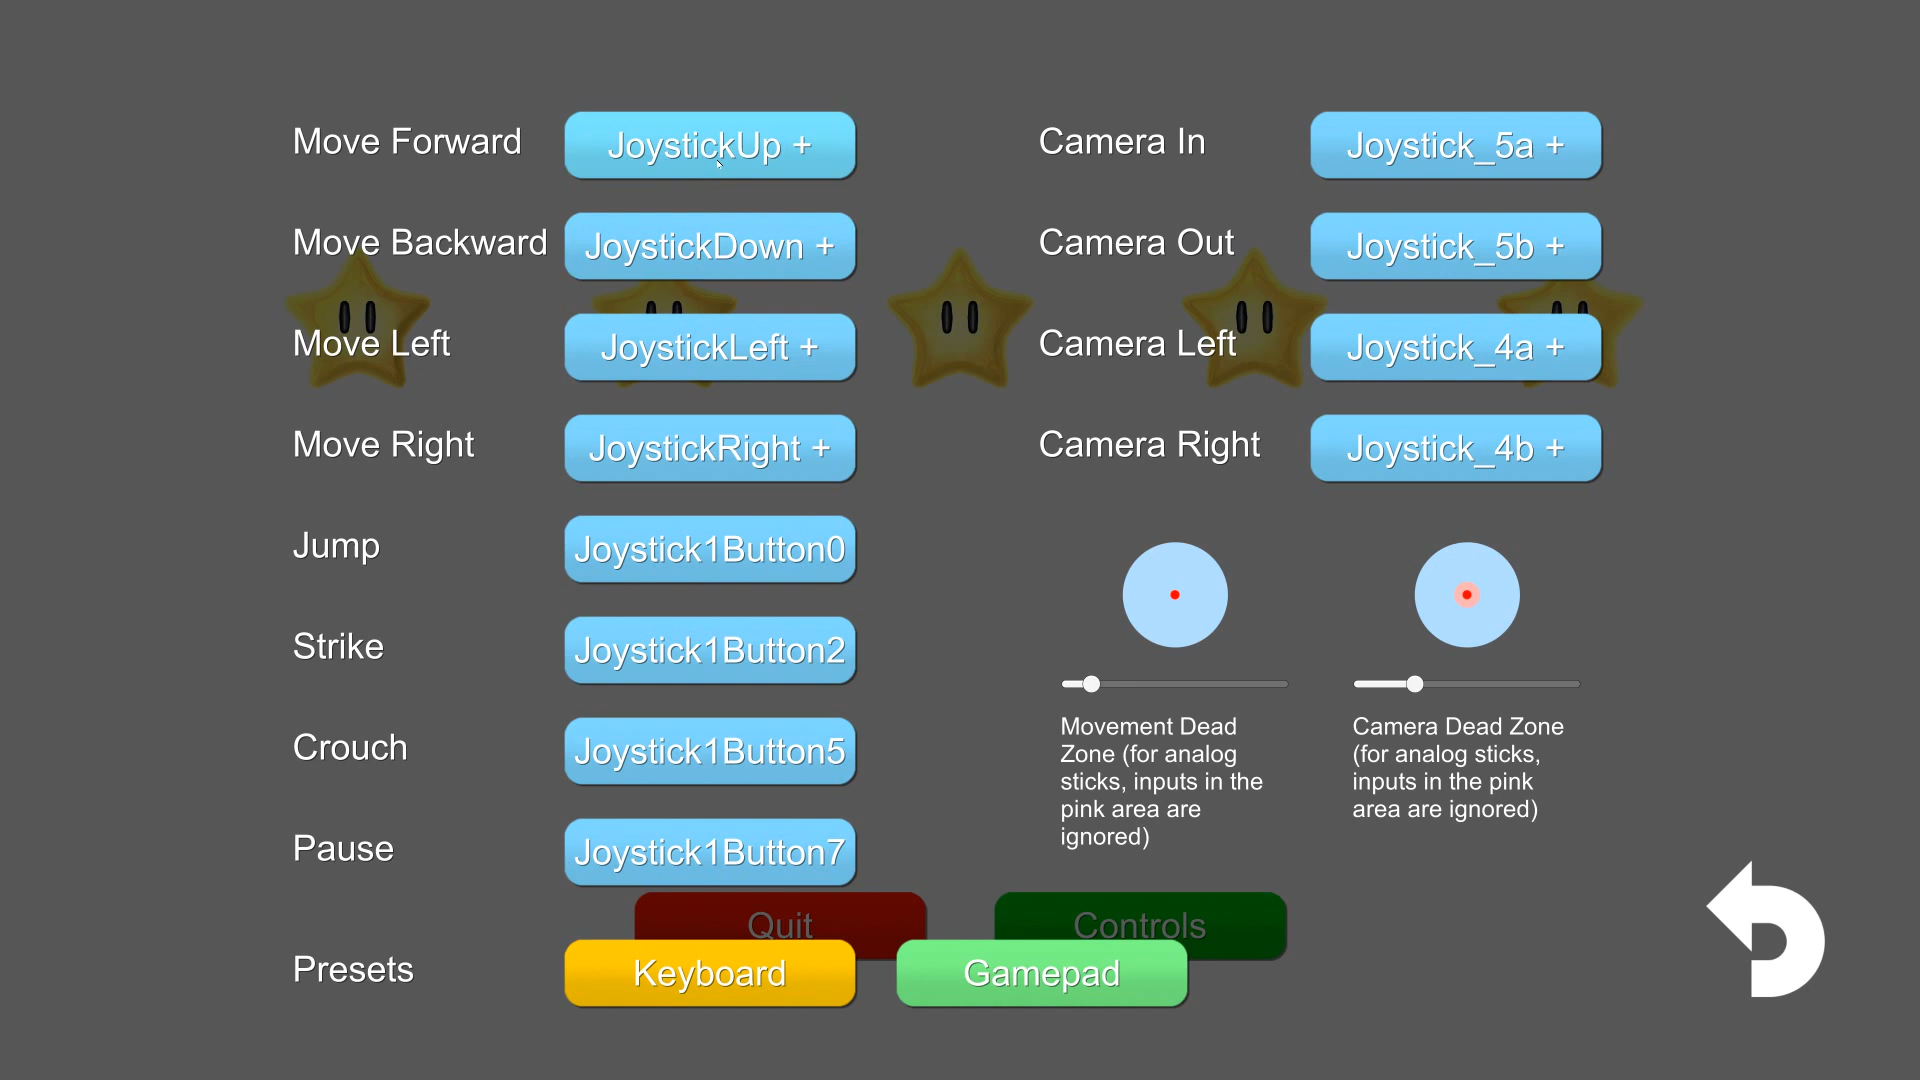 Move Forward JoystickUp +
Move Backward JoystickDown +
Move Left JoystickLeft +
Move Right JoystickRight +
Jump Joystick1Button0
Strike Joystick1Button2
Crouch Joystick1Button5
Pause Joystick1Button7
Camera In Joystick_5a +
Camera Out Joystick_5b +
Camera Left Joystick_4a +
Camera Right Joystick_4b +
Movement Dead
Zone (for analog
sticks, inputs in the
pink area are
ignored)
Camera Dead Zone
(for analog sticks,
inputs in the pink
area are ignored)
Quit Controls
Presets Keyboard Gamepad